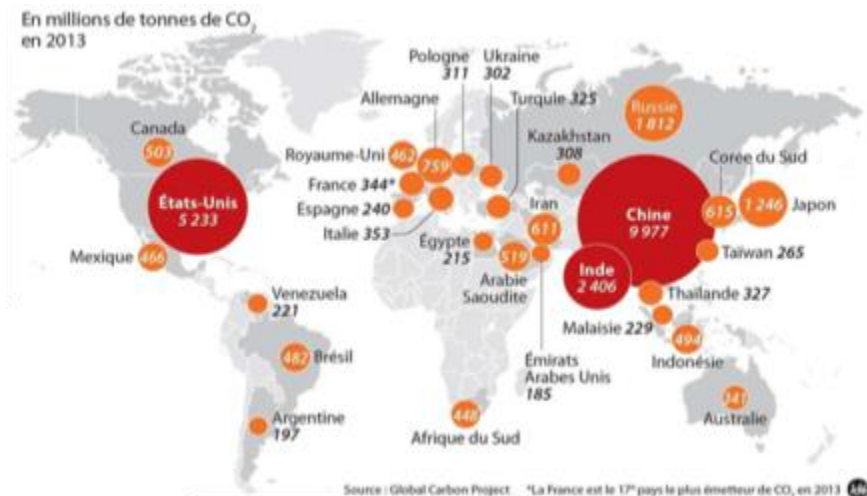 En millions de tonnes de CO₂
en 2013
Pologne
311
Ukraine
302
Allemagne
Turquie 325
Russie
1 812
Canada
503
Royaume-Uni
462
759
Kazakhstan
308
Corée du Sud
615
États-Unis
5 233
France 344*
Espagne 240
Italie 353
Iran
611
Chine
9 977
1 246
Japon
Mexique
466
Égypte
215
519
Arabie
Saoudite
Inde
2 406
Taïwan 265
Venezuela
221
Thaïlande 327
Malaisie 229
494
Indonésie
482
Brésil
Émirats
Arabes Unis
185
341
Australie
Argentine
197
448
Afrique du Sud
Source : Global Carbon Project *La France est le 17ᵉ pays le plus émetteur de CO₂ en 2013